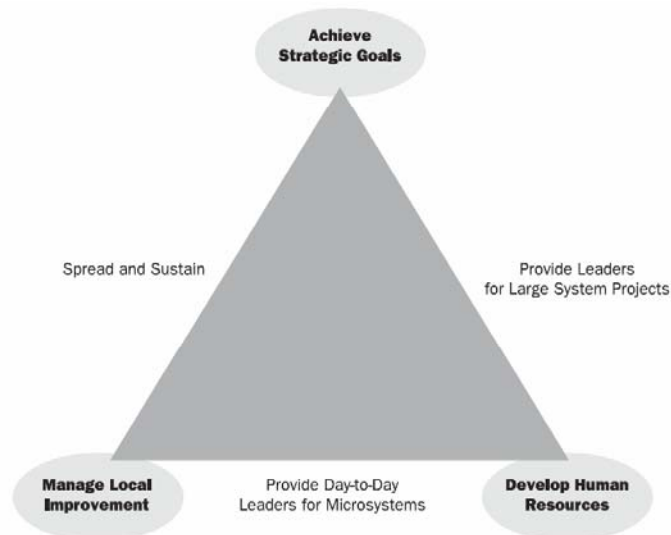 Achieve
Strategic Goals
Spread and Sustain
Provide Leaders
for Large System Projects
Manage Local
Improvement
Provide Day-to-Day
Leaders for Microsystems
Develop Human
Resources